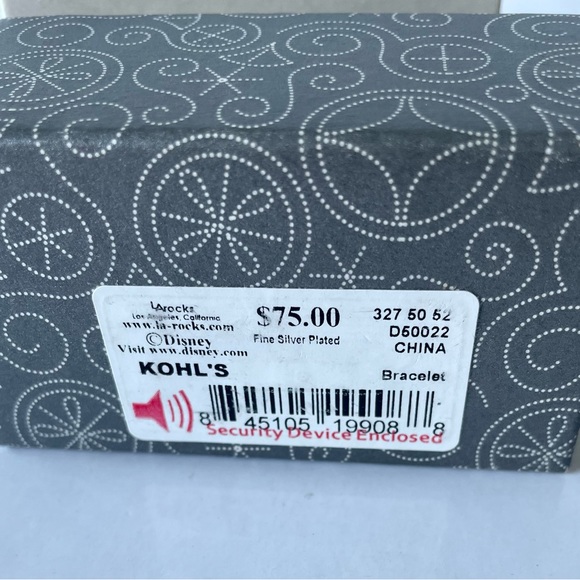 LArocks
Los Angeles, California
www.la-rocks.com
©Disney
Visit www.disney.com
KOHL'S
$75.00
Fine Silver Plated
327 50 52
D50022
CHINA
Bracelet
8 45105 19908 8
Security Device Enclosed